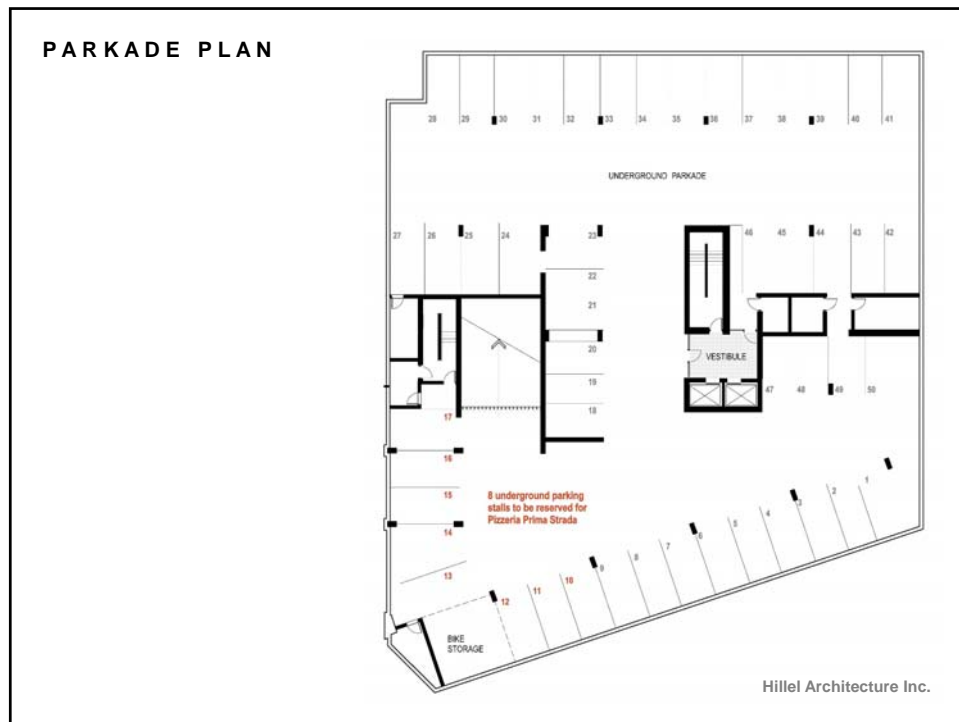 PARKADE PLAN
28 29 30 31 32 33 34 35 36 37 38 39 40 41
UNDERGROUND PARKADE
27 26 25 24 23 46 45 44 43 42
22
21
20
VESTIBULE
19
47 48 49 50
18
17
16
15
8 underground parking
stalls to be reserved for
Pizzeria Prima Strada
14
13
12 11 10 9 8 7 6 5 4 3 2 1
BIKE
STORAGE
Hillel Architecture Inc.